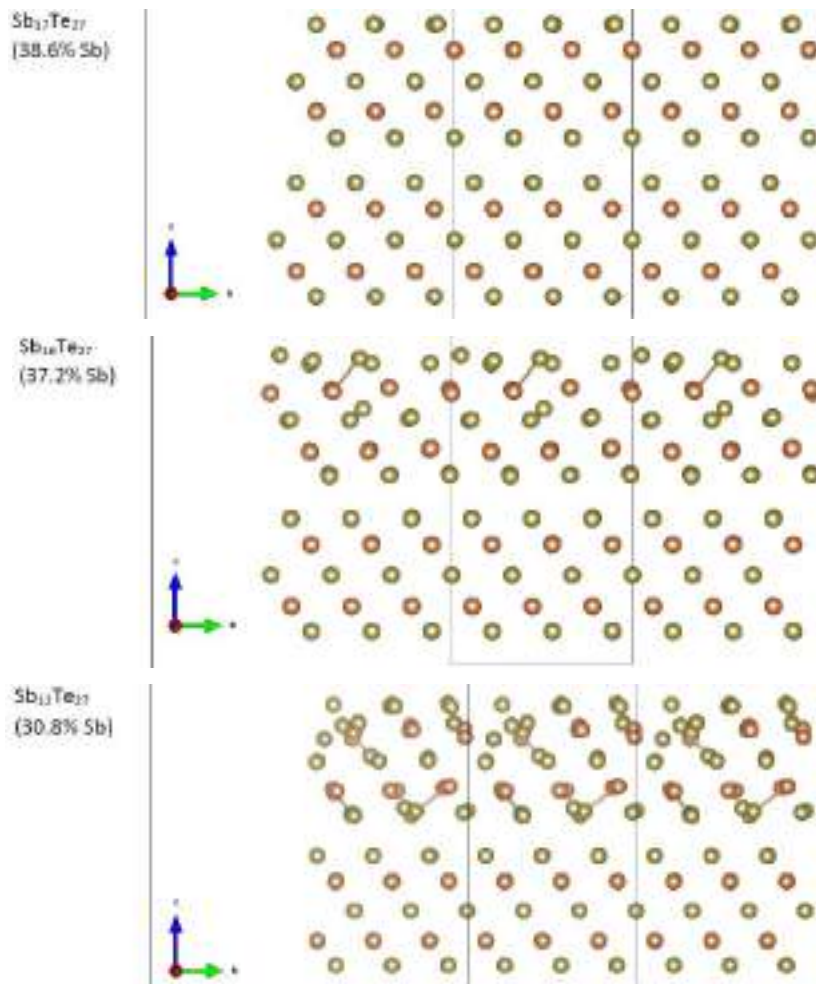 Sb₁₇Te₂₇
(38.6% Sb)
Sb₁₆Te₂₇
(37.2% Sb)
Sb₁₂Te₂₇
(30.8% Sb)